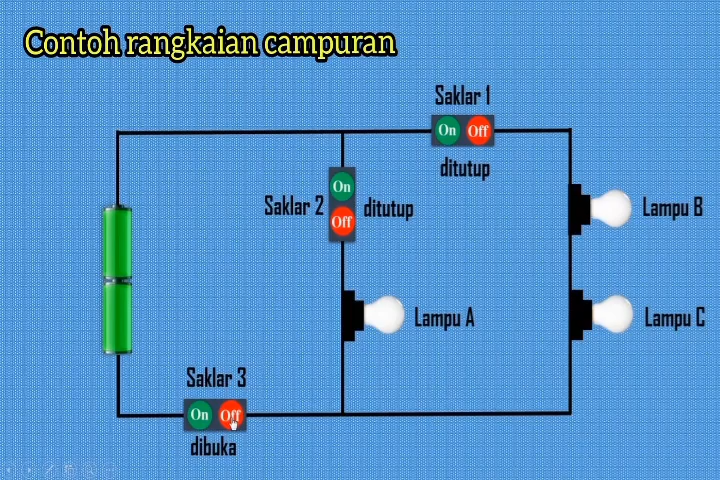 Contoh rangkaian campuran
Saklar 1
On Off
ditutup
Saklar 2
On
Off
ditutup
Lampu B
Lampu A
Lampu C
Saklar 3
On Off
dibuka